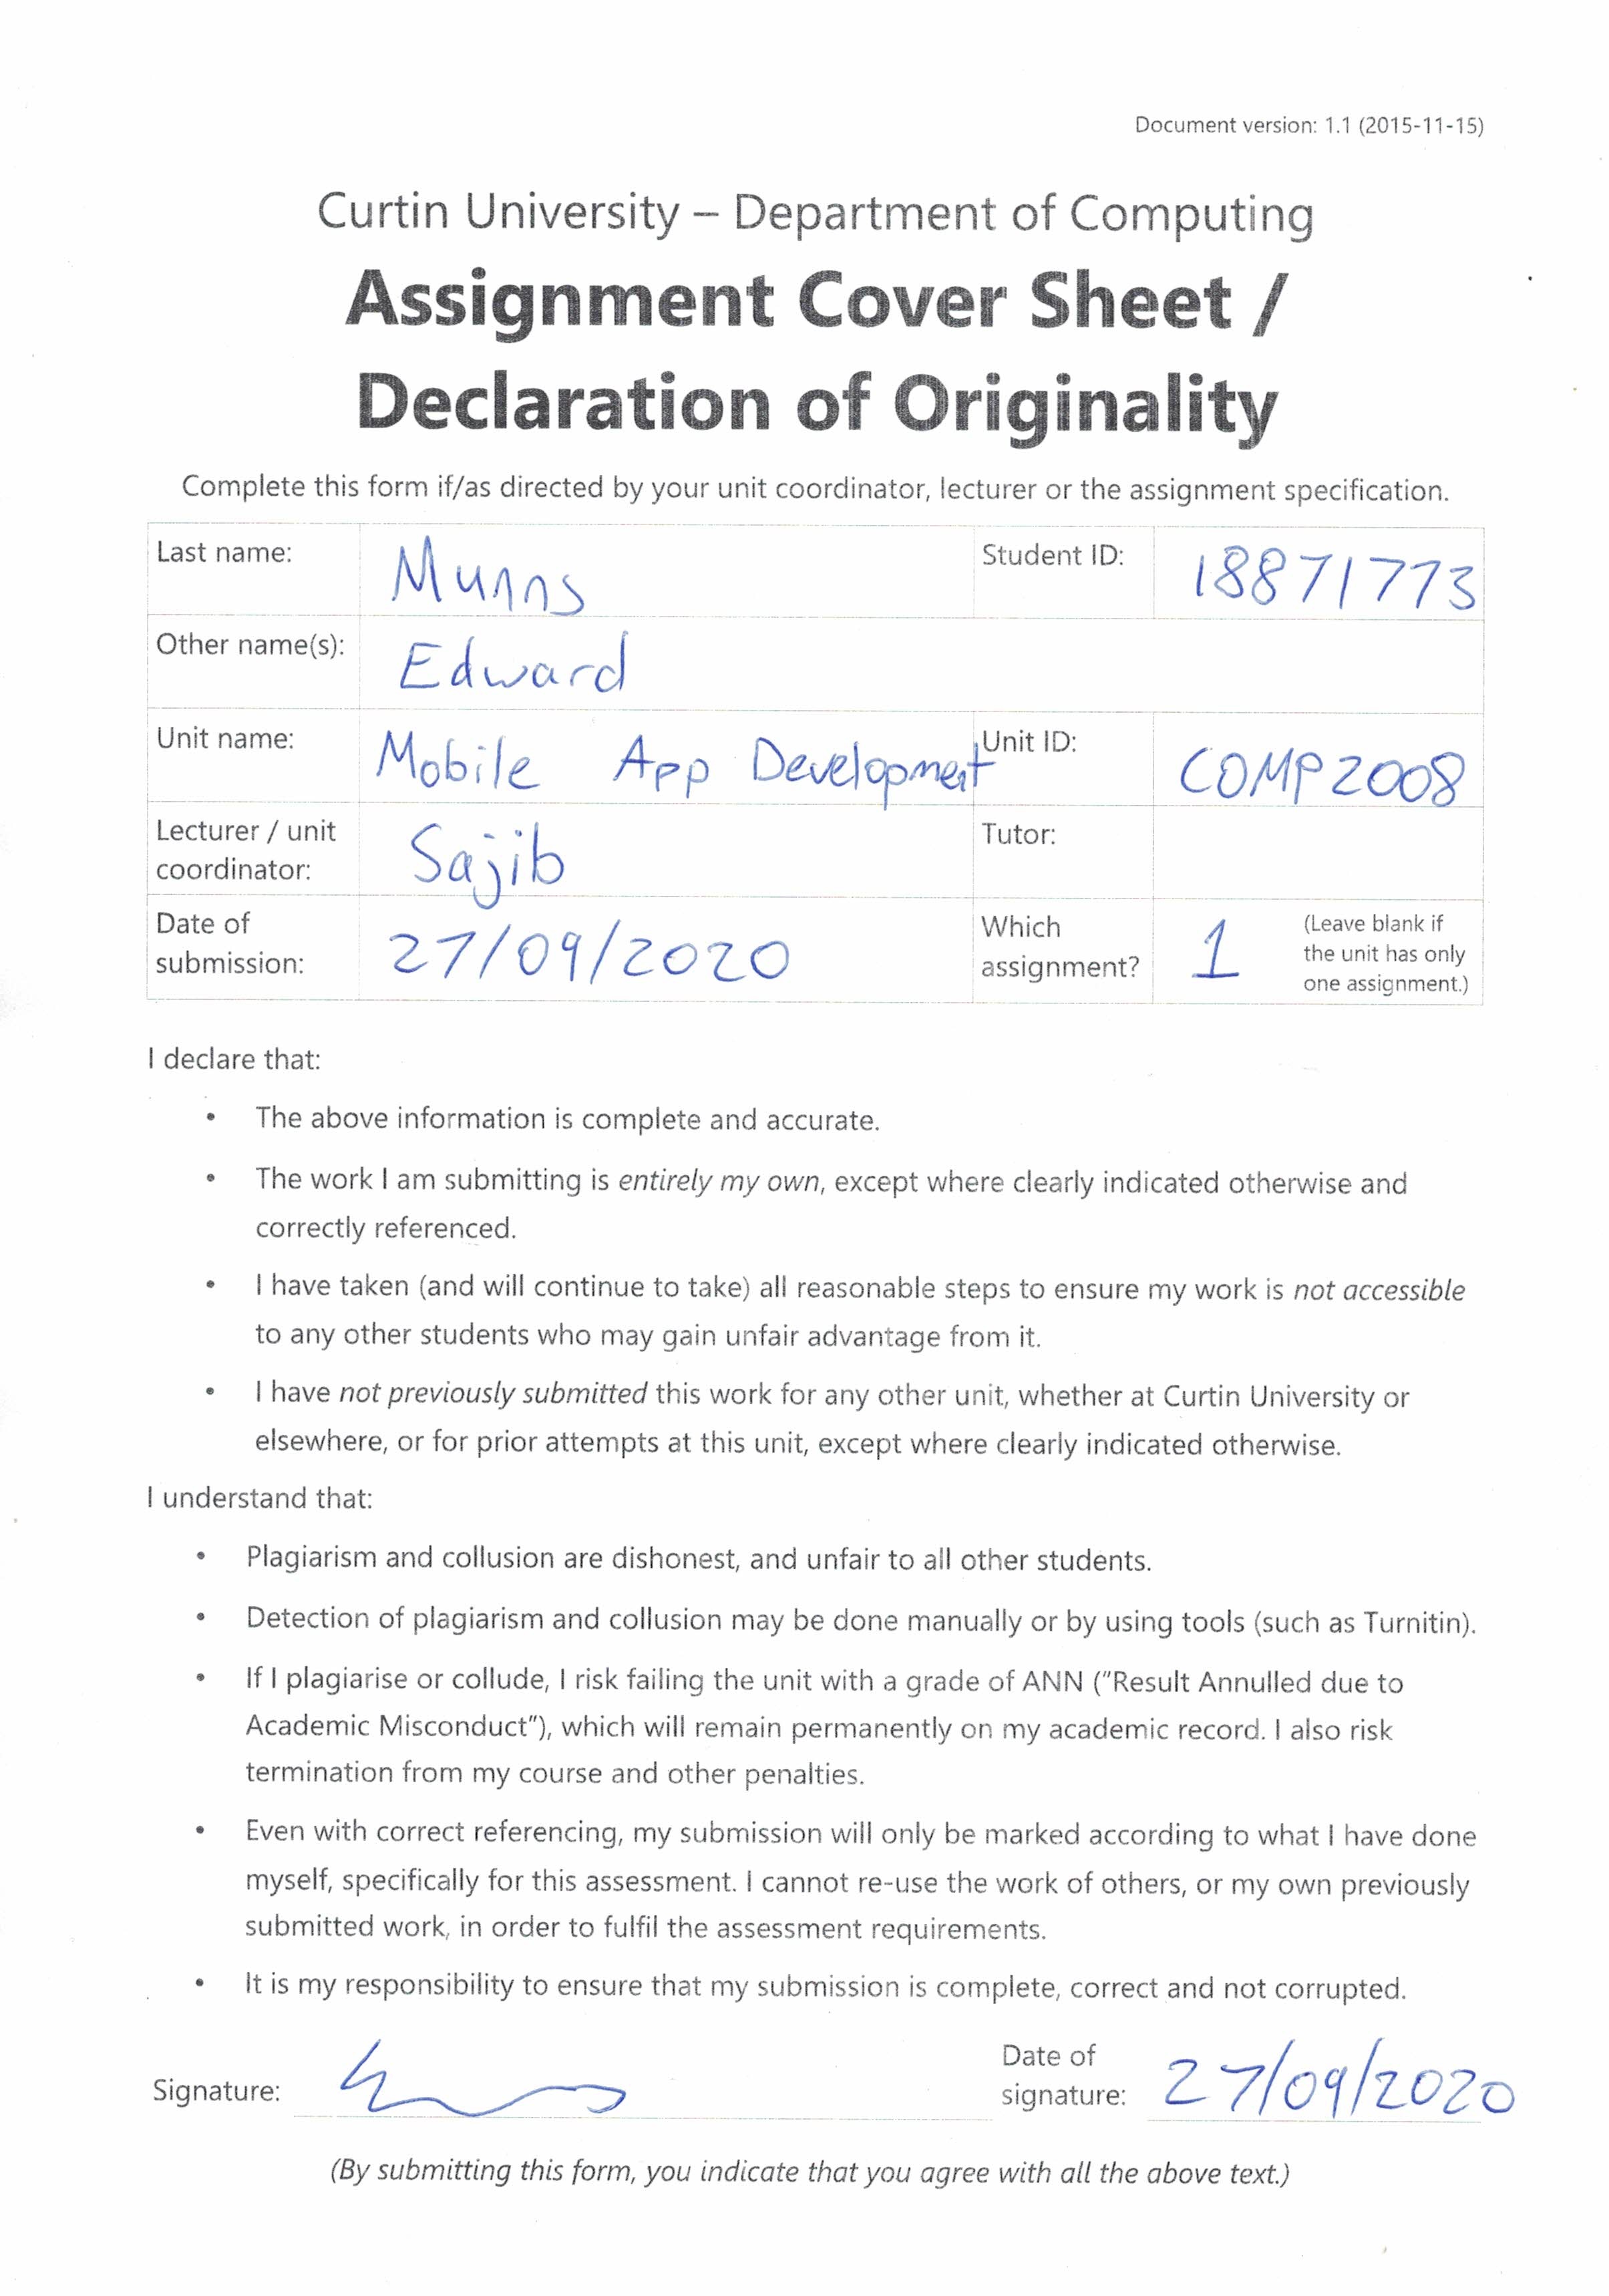 Document version: 1.1 (2015-11-15)
Curtin University – Department of Computing
Assignment Cover Sheet /
Declaration of Originality
Complete this form if/as directed by your unit coordinator, lecturer or the assignment specification.
Last name: Munns Student ID: 18871773
Other name(s): Edward
Unit name: Mobile App Development Unit ID: COMP2008
Lecturer / unit
coordinator: Sajib Tutor:
Date of
submission: 27/09/2020 Which
assignment? 1 (Leave blank if
the unit has only
one assignment.)
I declare that:
• The above information is complete and accurate.
• The work I am submitting is entirely my own, except where clearly indicated otherwise and
correctly referenced.
• I have taken (and will continue to take) all reasonable steps to ensure my work is not accessible
to any other students who may gain unfair advantage from it.
• I have not previously submitted this work for any other unit, whether at Curtin University or
elsewhere, or for prior attempts at this unit, except where clearly indicated otherwise.
I understand that:
• Plagiarism and collusion are dishonest, and unfair to all other students.
• Detection of plagiarism and collusion may be done manually or by using tools (such as Turnitin).
• If I plagiarise or collude, I risk failing the unit with a grade of ANN ("Result Annulled due to
Academic Misconduct"), which will remain permanently on my academic record. I also risk
termination from my course and other penalties.
• Even with correct referencing, my submission will only be marked according to what I have done
myself, specifically for this assessment. I cannot re-use the work of others, or my own previously
submitted work, in order to fulfil the assessment requirements.
• It is my responsibility to ensure that my submission is complete, correct and not corrupted.
Signature: Date of
signature: 27/09/2020
(By submitting this form, you indicate that you agree with all the above text.)